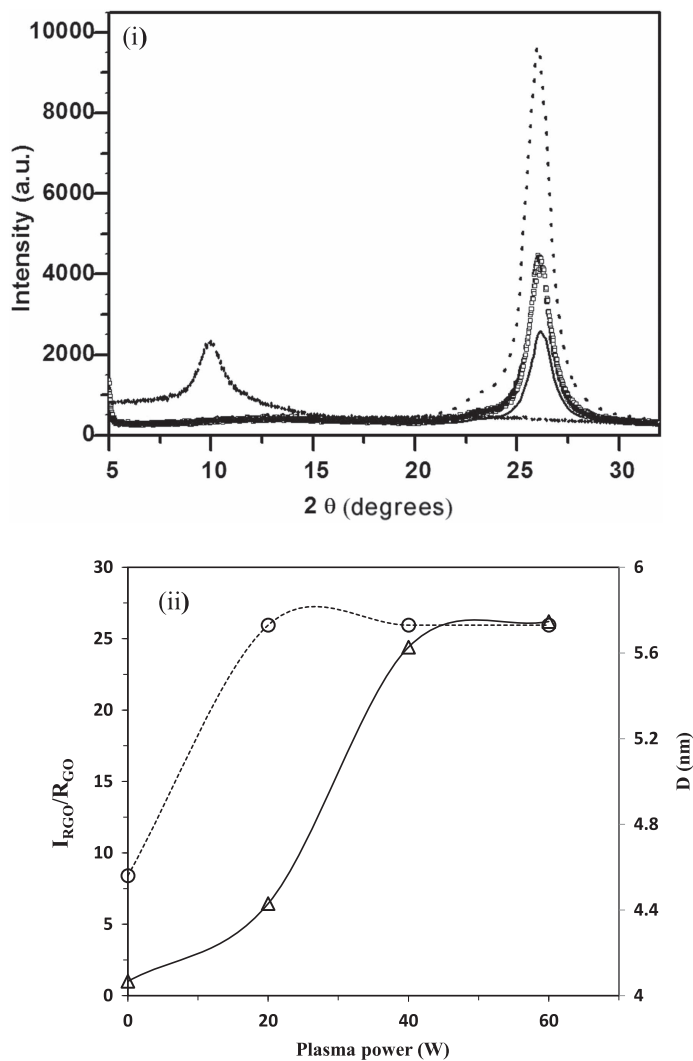 (i)
10000
8000
6000
4000
2000
0
Intensity (a.u.)
5 10 15 20 25 30
2 θ (degrees)
(ii)
30
25
20
15
10
5
0
I_RGO/R_GO
6
5.6
5.2
4.8
4.4
4
D (nm)
0 20 40 60
Plasma power (W)